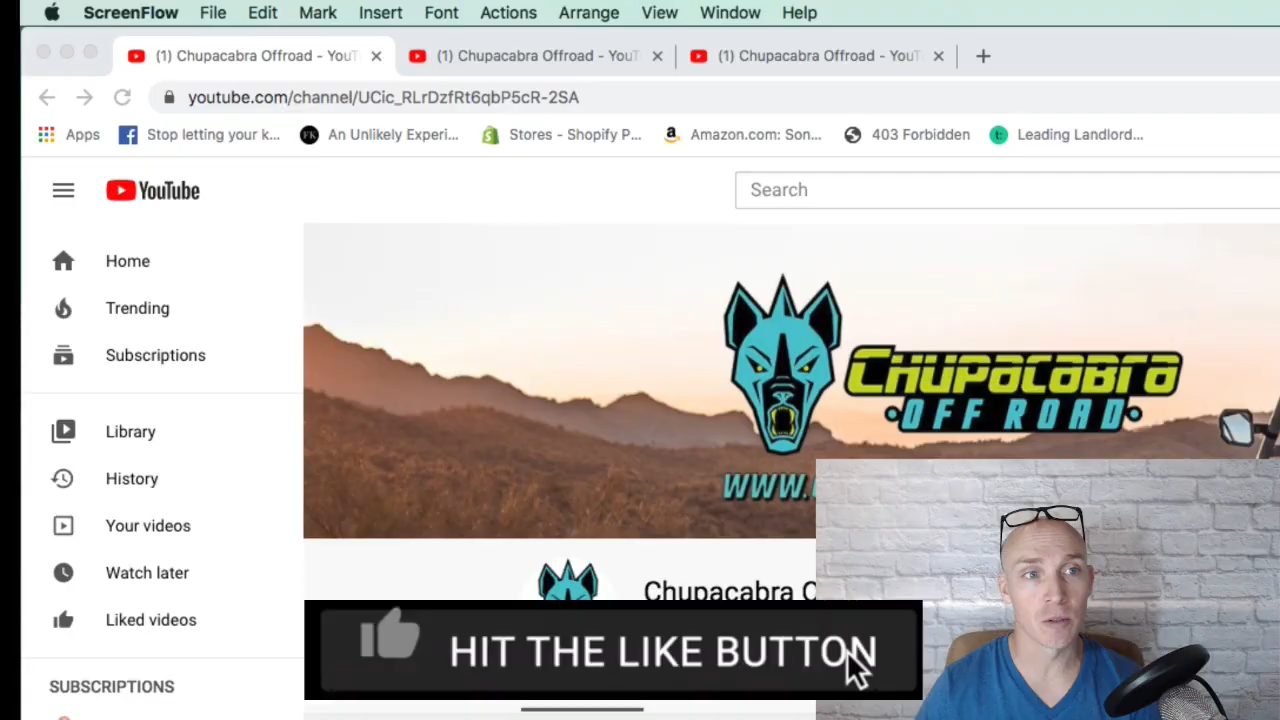 ScreenFlow File Edit Mark Insert Font Actions Arrange View Window Help
(1) Chupacabra Offroad - YouT (1) Chupacabra Offroad - YouT (1) Chupacabra Offroad - YouT
youtube.com/channel/UCic_RLrDzfRt6qbP5cR-2SA
Apps Stop letting your k... FK An Unlikely Experi... Stores - Shopify P... Amazon.com: Son... 403 Forbidden t: Leading Landlord...
YouTube
Search
Home
Trending
Subscriptions
Library
History
Your videos
Watch later
Liked videos
SUBSCRIPTIONS
CHUPACABRA
OFF ROAD
WWW.
Chupacabra
HIT THE LIKE BUTTON